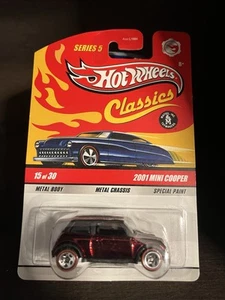 SERIES 5
Hot Wheels
Classics
15 of 30
2001 MINI COOPER
METAL BODY
METAL CHASSIS
SPECIAL PAINT